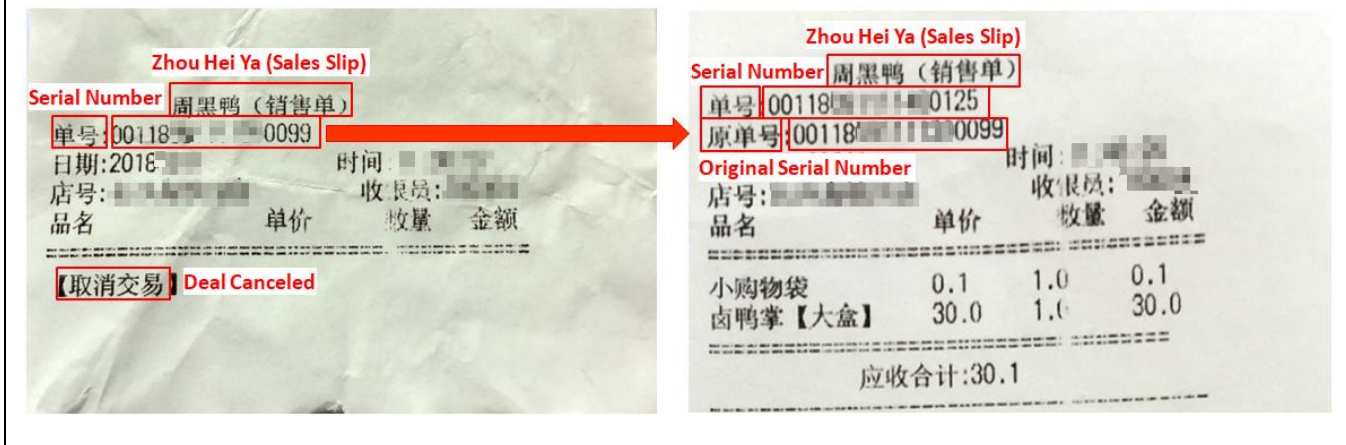 Zhou Hei Ya (Sales Slip)
Serial Number 周黑鸭（销售单）
单号:00118 0099
日期:2018
时间:
店号:
收银员:
品名 单价 数量 金额
【取消交易】 Deal Canceled
Zhou Hei Ya (Sales Slip)
Serial Number 周黑鸭（销售单）
单号:00118 0125
原单号:00118 0099
Original Serial Number
时间:
店号:
收银员:
品名 单价 数量 金额
小购物袋 0.1 1.0 0.1
卤鸭掌【大盒】 30.0 1.0 30.0
应收合计:30.1